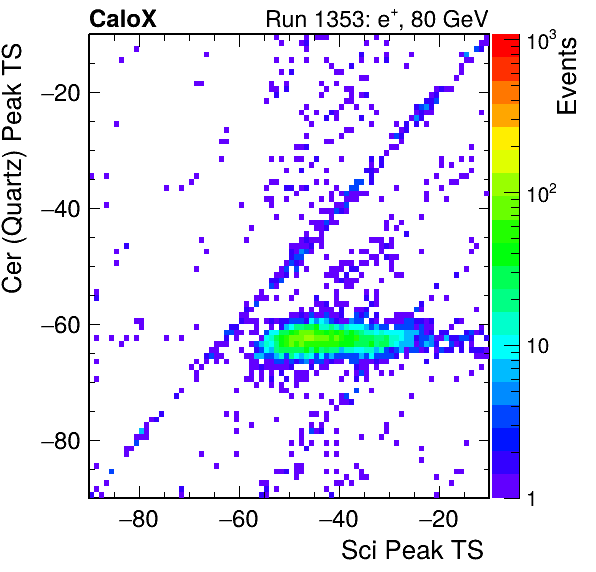 CaloX Run 1353: e⁺, 80 GeV
Cer (Quartz) Peak TS
−20
−40
−60
−80
−80 −60 −40 −20
Sci Peak TS
10³
10²
10
1
Events